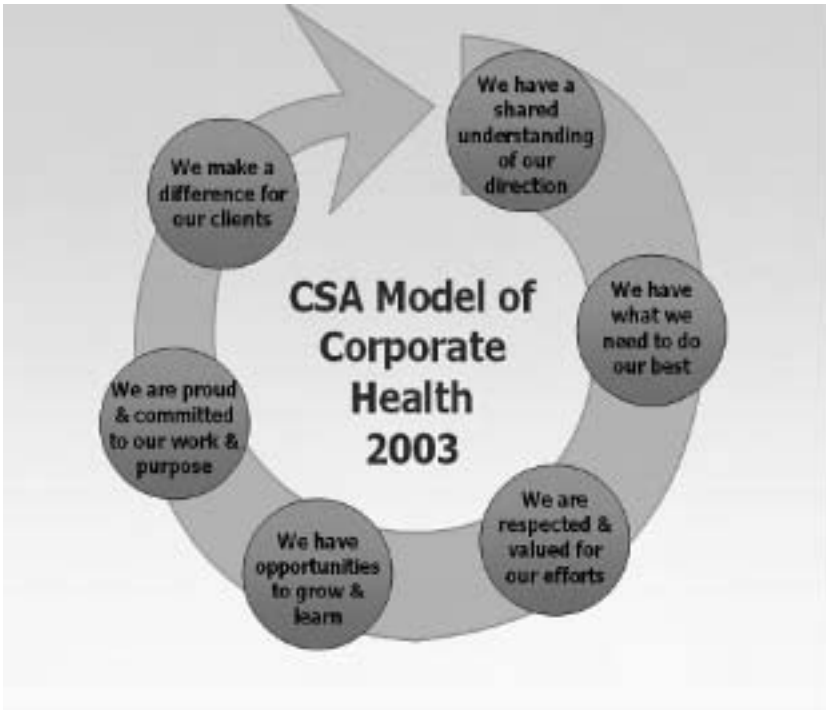 We have a
shared
understanding
of our
direction
We have
what we
need to do
our best
We are
respected &
valued for
our efforts
We have
opportunities
to grow &
learn
We are proud
& committed
to our work &
purpose
We make a
difference for
our clients
CSA Model of
Corporate
Health
2003